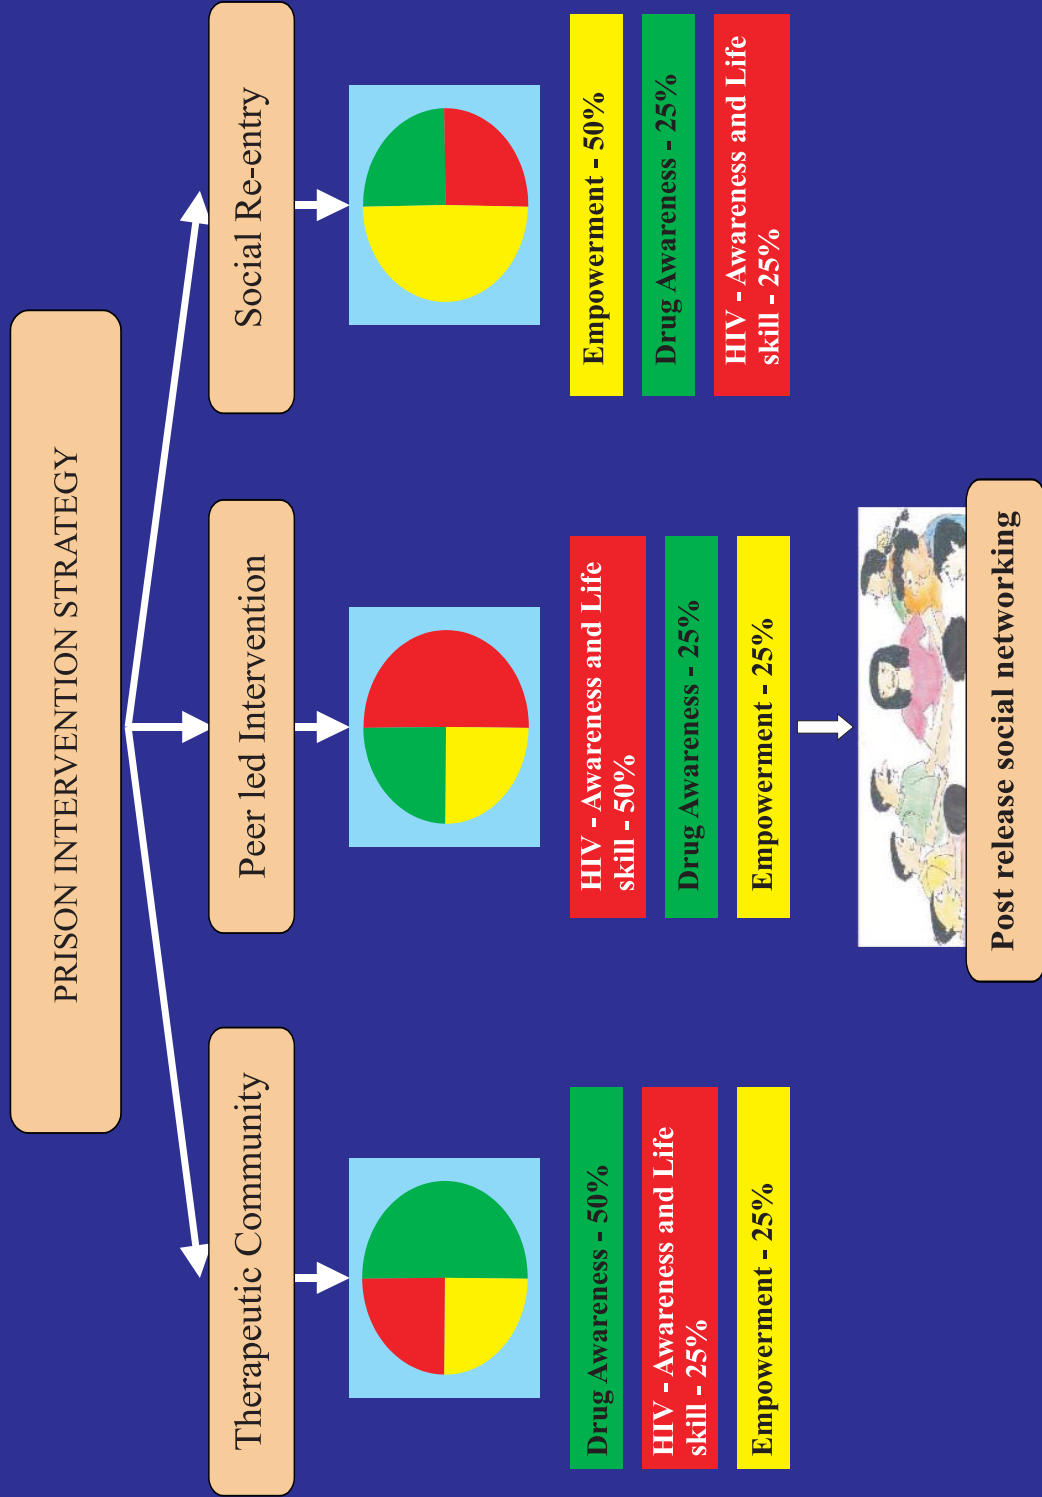 PRISON INTERVENTION STRATEGY
Therapeutic Community
Peer led Intervention
Social Re-entry
Drug Awareness - 50%
HIV - Awareness and Life
skill - 25%
Empowerment - 25%
HIV - Awareness and Life
skill - 50%
Drug Awareness - 25%
Empowerment - 25%
Empowerment - 50%
Drug Awareness - 25%
HIV - Awareness and Life
skill - 25%
Post release social networking